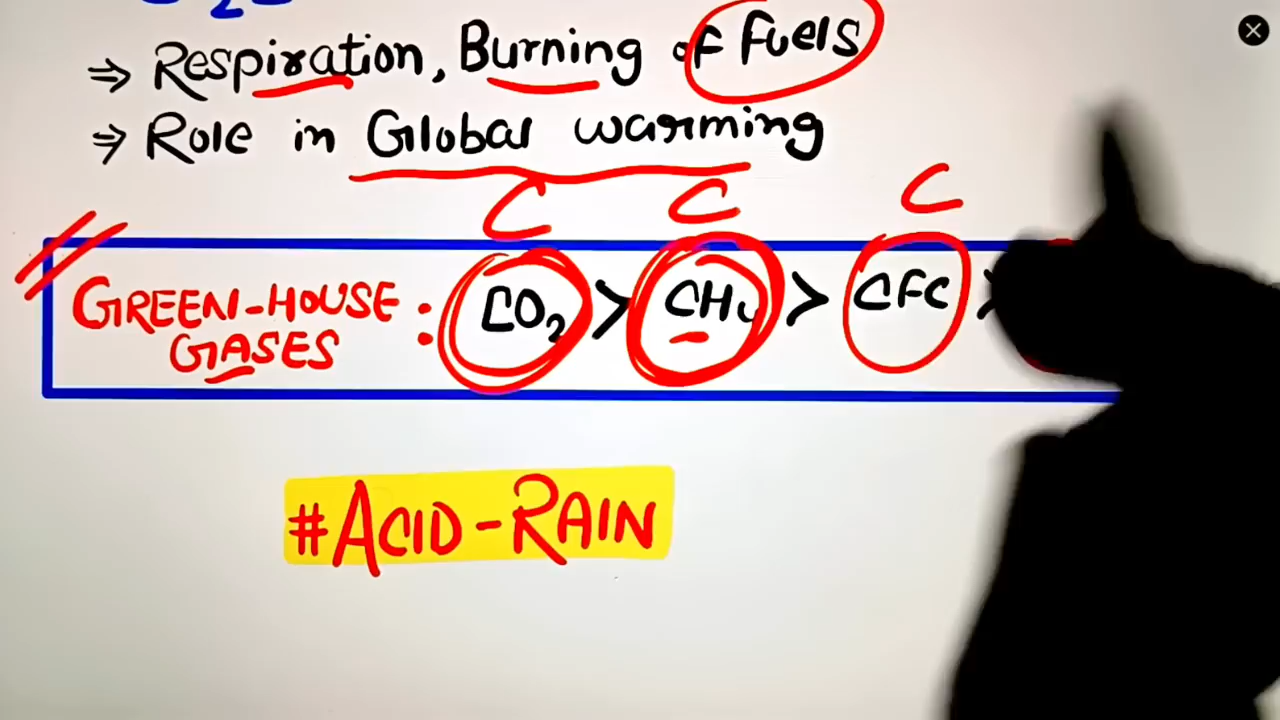 ⇒ Respiration, Burning of Fuels
⇒ Role in Global warming
C C C
GREEN-HOUSE GASES : CO₂ > CH₄ > CFC >
#ACID-RAIN